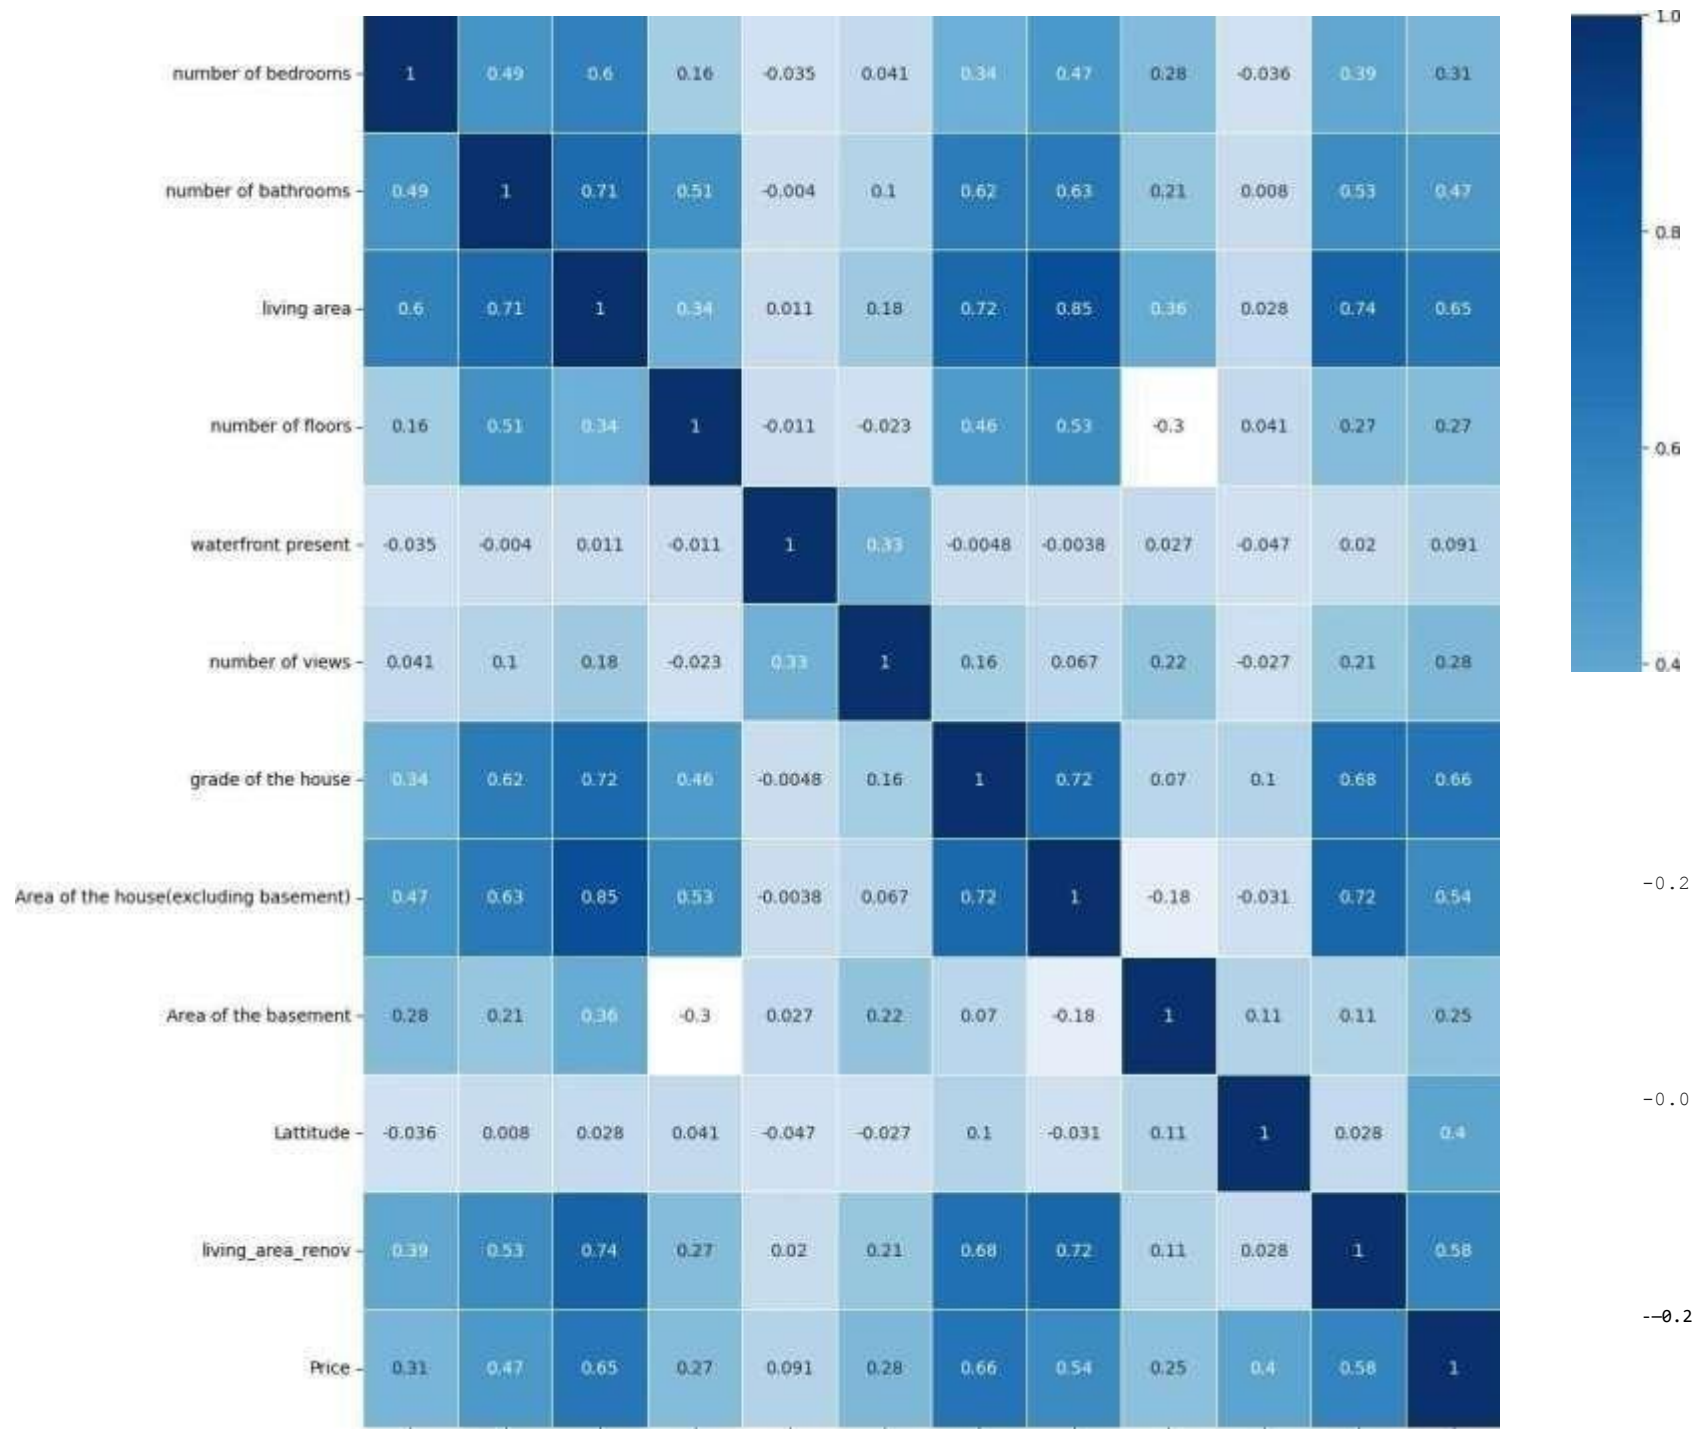 1.0
number of bedrooms 1 0.49 0.6 0.16 -0.035 0.041 0.34 0.47 0.28 -0.036 0.39 0.31
number of bathrooms 0.49 1 0.71 0.51 -0.004 0.1 0.62 0.63 0.21 0.008 0.53 0.47
0.8
living area 0.6 0.71 1 0.34 0.011 0.18 0.72 0.85 0.36 0.028 0.74 0.65
number of floors 0.16 0.51 0.34 1 -0.011 -0.023 0.46 0.53 -0.3 0.041 0.27 0.27
0.6
waterfront present -0.035 -0.004 0.011 -0.011 1 0.33 -0.0048 -0.0038 0.027 -0.047 0.02 0.091
number of views 0.041 0.1 0.18 -0.023 0.33 1 0.16 0.067 0.22 -0.027 0.21 0.28
0.4
grade of the house 0.34 0.62 0.72 0.46 -0.0048 0.16 1 0.72 0.07 0.1 0.68 0.66
-0.2
Area of the house(excluding basement) 0.47 0.63 0.85 0.53 -0.0038 0.067 0.72 1 -0.18 -0.031 0.72 0.54
Area of the basement 0.28 0.21 0.36 -0.3 0.027 0.22 0.07 -0.18 1 0.11 0.11 0.25
-0.0
Lattitude -0.036 0.008 0.028 0.041 -0.047 -0.027 0.1 -0.031 0.11 1 0.028 0.4
living_area_renov 0.39 0.53 0.74 0.27 0.02 0.21 0.68 0.72 0.11 0.028 1 0.58
-–0.2
Price 0.31 0.47 0.65 0.27 0.091 0.28 0.66 0.54 0.25 0.4 0.58 1